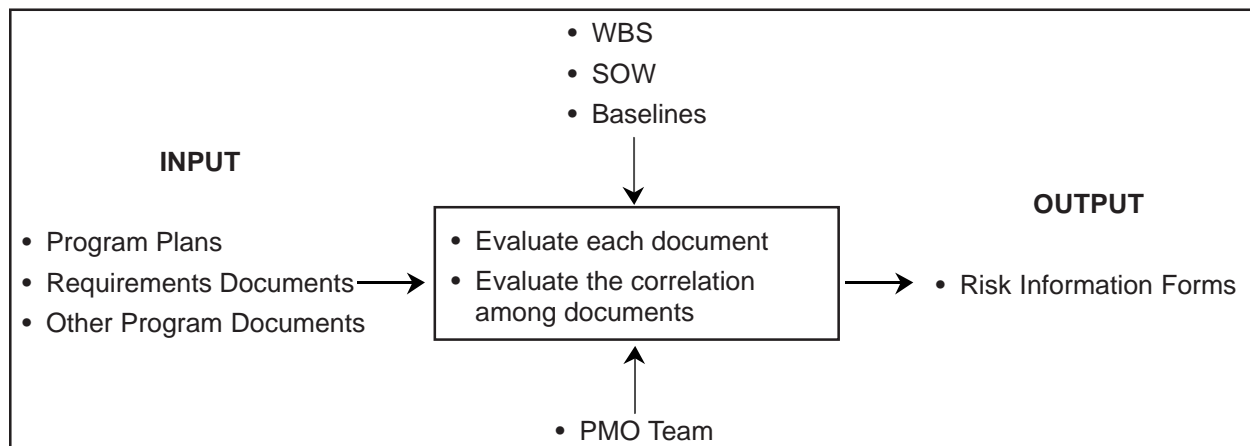 • WBS
• SOW
• Baselines
INPUT
• Program Plans
• Requirements Documents
• Other Program Documents
• Evaluate each document
• Evaluate the correlation
among documents
OUTPUT
• Risk Information Forms
• PMO Team